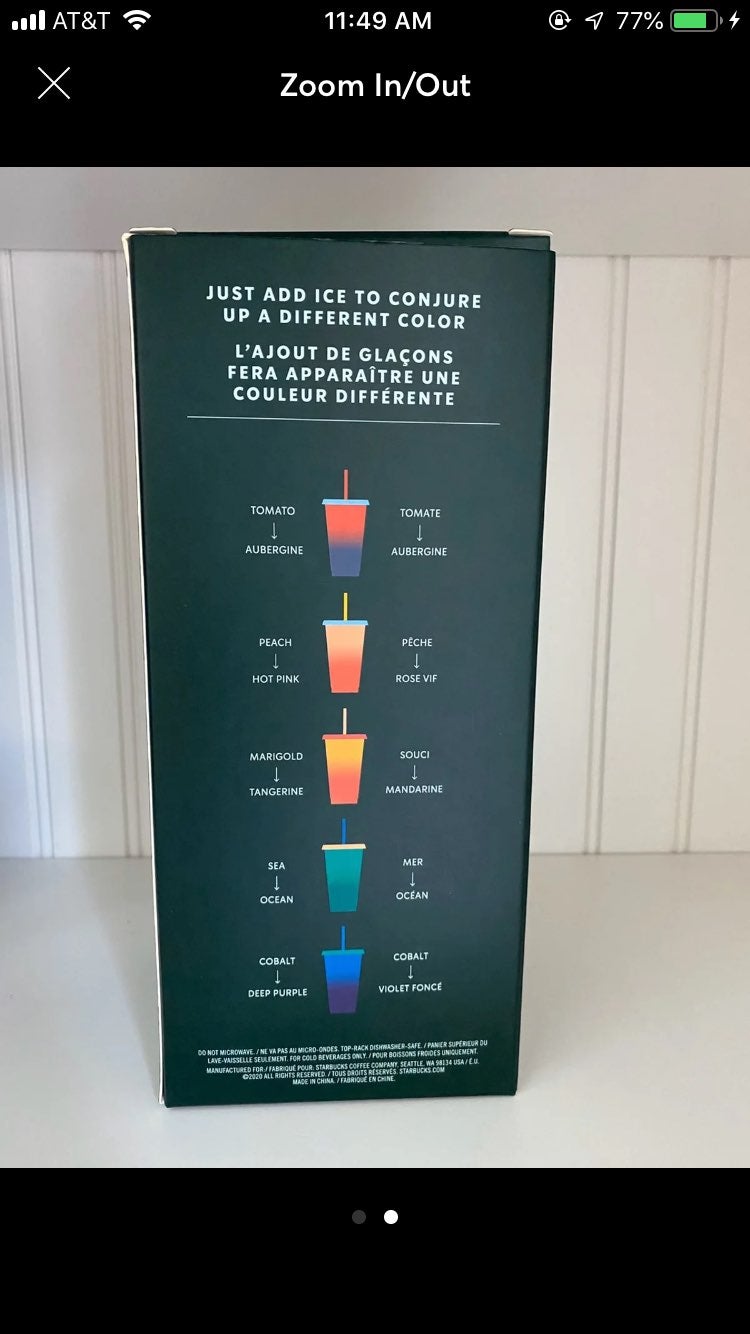 AT&T 11:49 AM 77%
Zoom In/Out
JUST ADD ICE TO CONJURE
UP A DIFFERENT COLOR
L'AJOUT DE GLAÇONS
FERA APPARAÎTRE UNE
COULEUR DIFFÉRENTE
TOMATO
↓
AUBERGINE
TOMATE
↓
AUBERGINE
PEACH
↓
HOT PINK
PÊCHE
↓
ROSE VIF
MARIGOLD
↓
TANGERINE
SOUCI
↓
MANDARINE
SEA
↓
OCEAN
MER
↓
OCÉAN
COBALT
↓
DEEP PURPLE
COBALT
↓
VIOLET FONCÉ
DO NOT MICROWAVE. / NE VA PAS AU MICRO-ONDES. TOP-RACK DISHWASHER-SAFE. / PANIER SUPÉRIEUR DU
LAVE-VAISSELLE SEULEMENT. FOR COLD BEVERAGES ONLY. / POUR BOISSONS FROIDES UNIQUEMENT.
MANUFACTURED FOR / FABRIQUÉ POUR: STARBUCKS COFFEE COMPANY, SEATTLE, WA 98134 USA / É.U.
©2020 ALL RIGHTS RESERVED. / TOUS DROITS RÉSERVÉS. STARBUCKS.COM
MADE IN CHINA. / FABRIQUÉ EN CHINE.